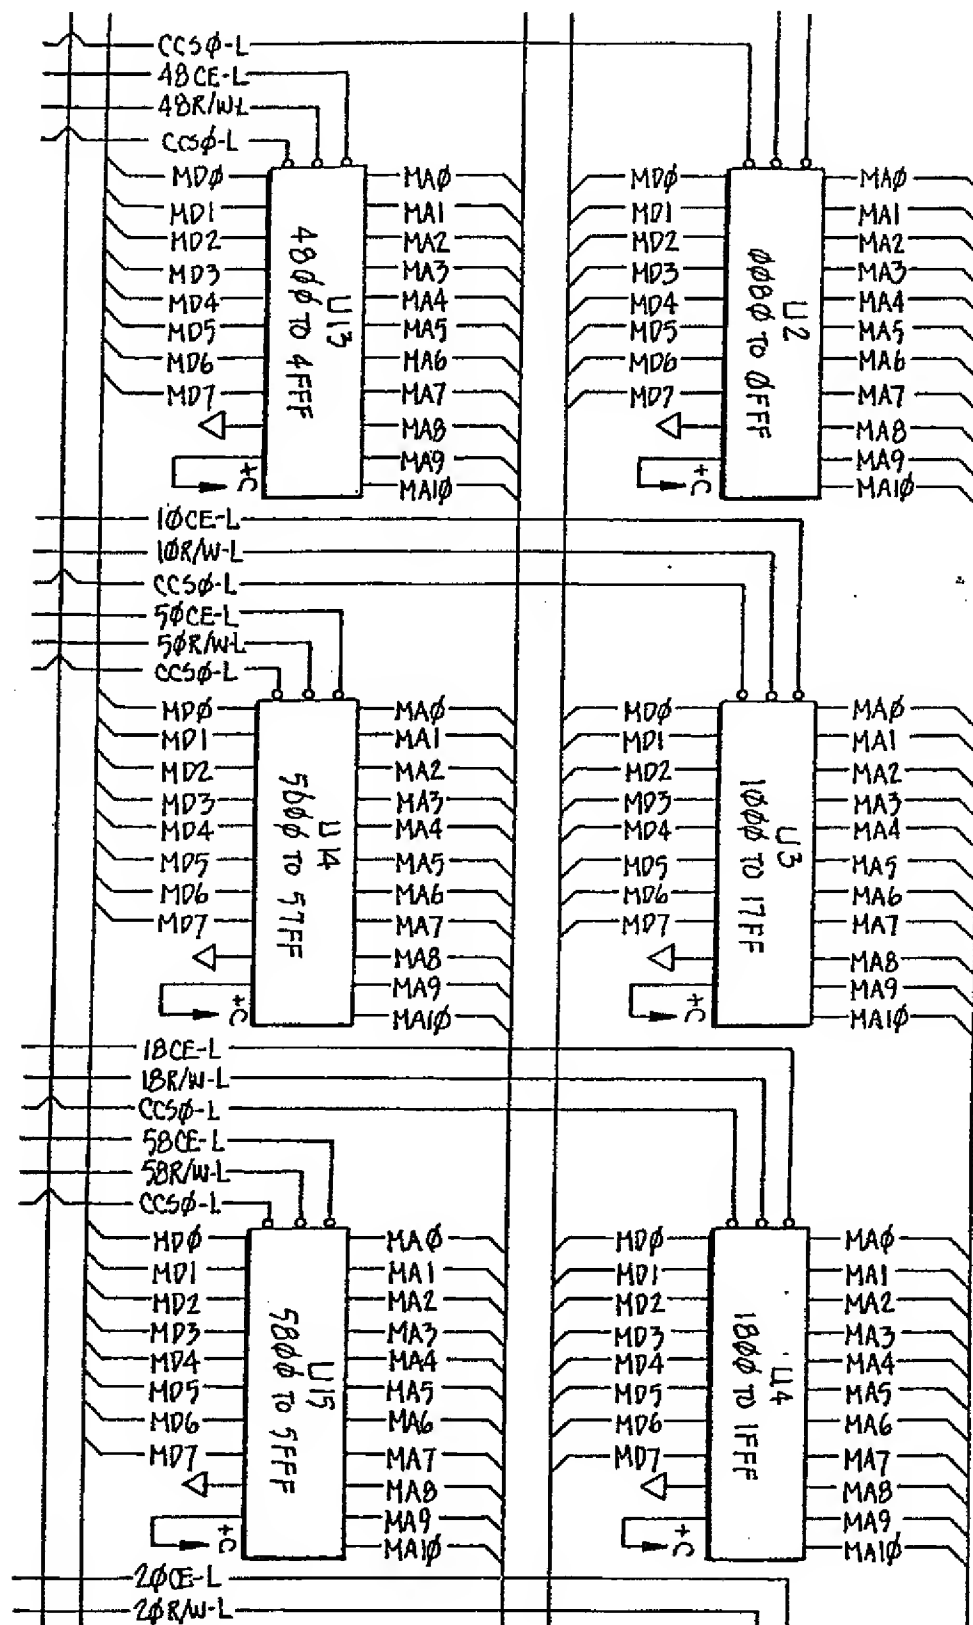 CCSØ-L
48CE-L
48R/W-L
CCSØ-L
MDØ
MD1
MD2
MD3
MD4
MD5
MD6
MD7
U13
48ØØ TO 4FFF
+C
MAØ
MA1
MA2
MA3
MA4
MA5
MA6
MA7
MA8
MA9
MA1Ø
MDØ
MD1
MD2
MD3
MD4
MD5
MD6
MD7
U2
ØØ8Ø TO ØFFF
+C
MAØ
MA1
MA2
MA3
MA4
MA5
MA6
MA7
MA8
MA9
MA1Ø
1ØCE-L
1ØR/W-L
CCSØ-L
5ØCE-L
5ØR/W-L
CCSØ-L
MDØ
MD1
MD2
MD3
MD4
MD5
MD6
MD7
U14
5ØØØ TO 57FF
+C
MAØ
MA1
MA2
MA3
MA4
MA5
MA6
MA7
MA8
MA9
MA1Ø
MDØ
MD1
MD2
MD3
MD4
MD5
MD6
MD7
U3
1ØØØ TO 17FF
+C
MAØ
MA1
MA2
MA3
MA4
MA5
MA6
MA7
MA8
MA9
MA1Ø
18CE-L
18R/W-L
CCSØ-L
58CE-L
58R/W-L
CCSØ-L
MDØ
MD1
MD2
MD3
MD4
MD5
MD6
MD7
U15
58ØØ TO 5FFF
+C
MAØ
MA1
MA2
MA3
MA4
MA5
MA6
MA7
MA8
MA9
MA1Ø
MDØ
MD1
MD2
MD3
MD4
MD5
MD6
MD7
U4
18ØØ TO 1FFF
+C
MAØ
MA1
MA2
MA3
MA4
MA5
MA6
MA7
MA8
MA9
MA1Ø
2ØCE-L
2ØR/W-L